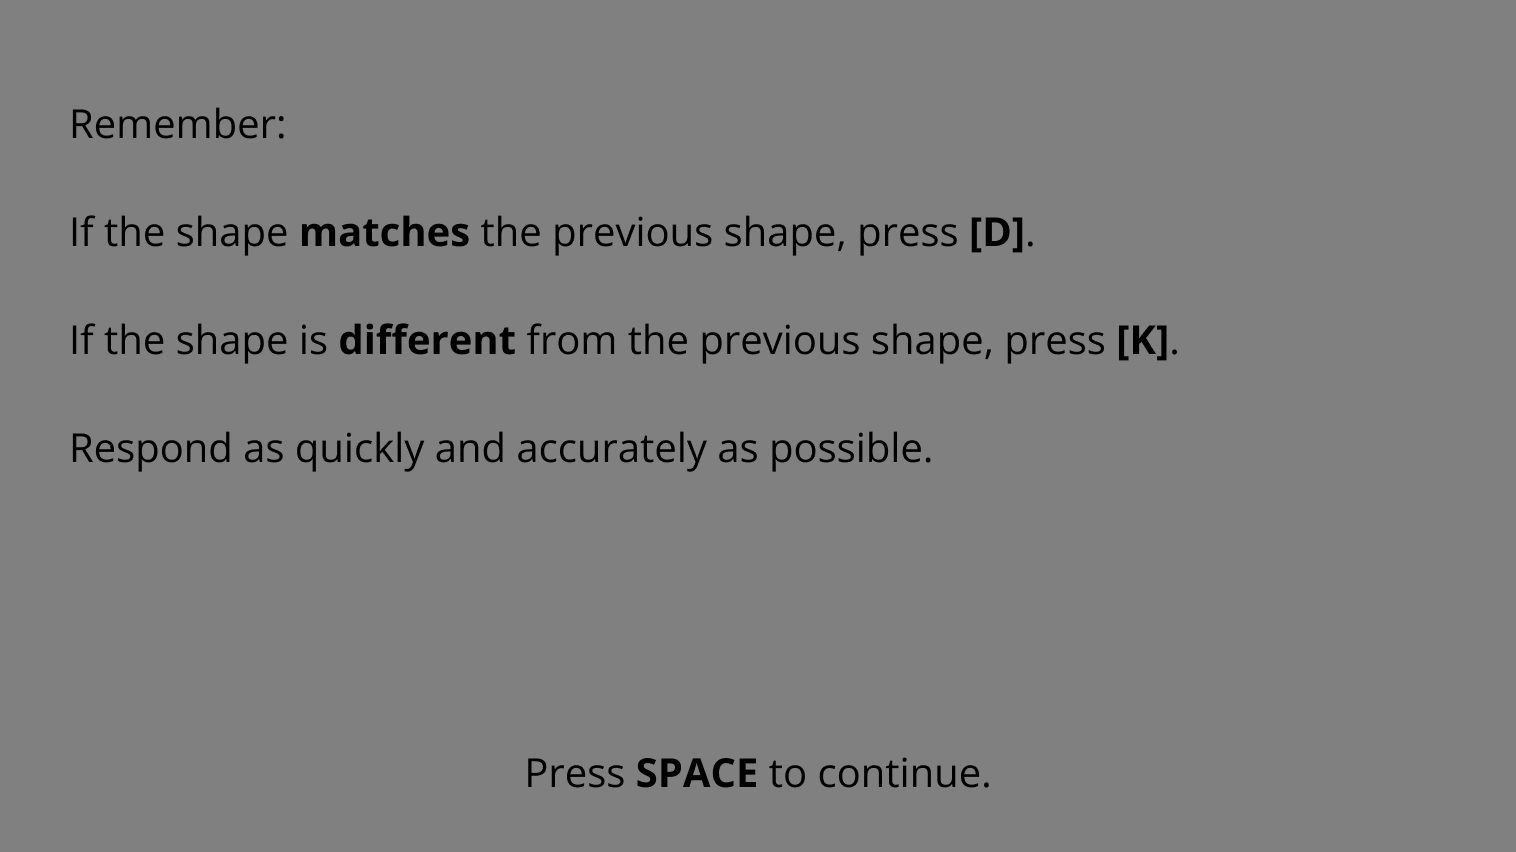 Remember:
If the shape matches the previous shape, press [D].
If the shape is different from the previous shape, press [K].
Respond as quickly and accurately as possible.
Press SPACE to continue.